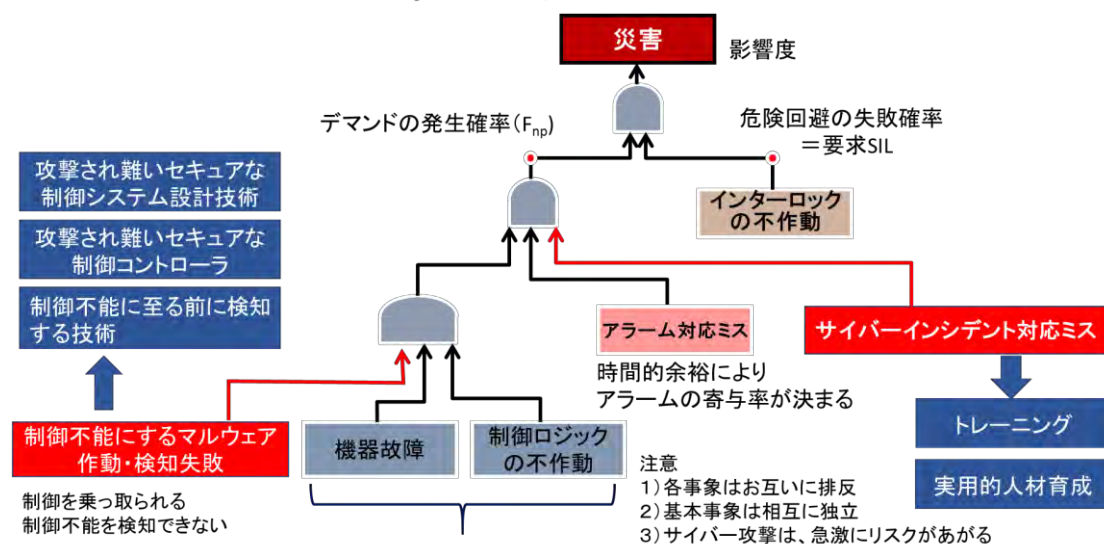 災害
影響度
デマンドの発生確率(Fnp)
危険回避の失敗確率
=要求SIL
攻撃され難いセキュアな
制御システム設計技術
インターロック
の不作動
攻撃され難いセキュアな
制御コントローラ
制御不能に至る前に検知
する技術
アラーム対応ミス
サイバーインシデント対応ミス
時間的余裕により
アラームの寄与率が決まる
制御不能にするマルウェア
作動・検知失敗
機器故障
制御ロジック
の不作動
トレーニング
実用的人材育成
制御を乗っ取られる
制御不能を検知できない
注意
1)各事象はお互いに排反
2)基本事象は相互に独立
3)サイバー攻撃は、急激にリスクがあがる